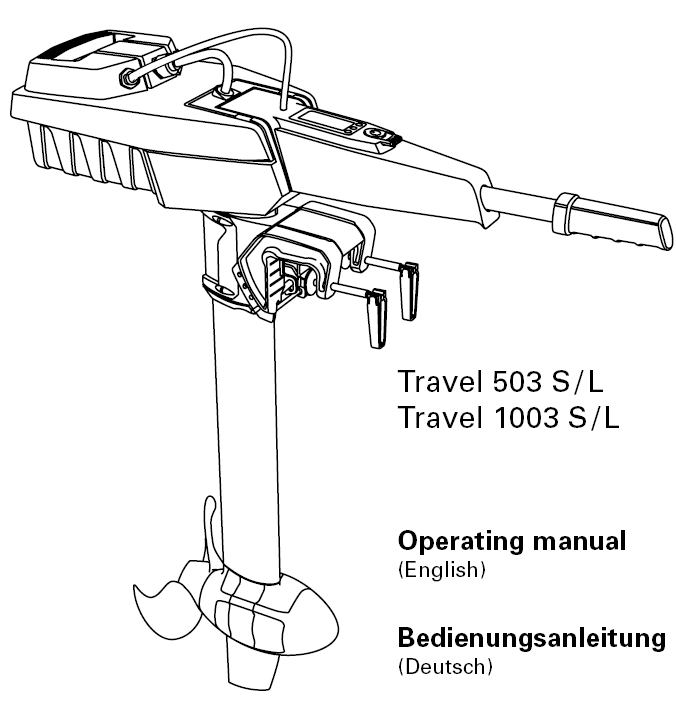 Travel 503 S/L
Travel 1003 S/L
Operating manual
(English)
Bedienungsanleitung
(Deutsch)